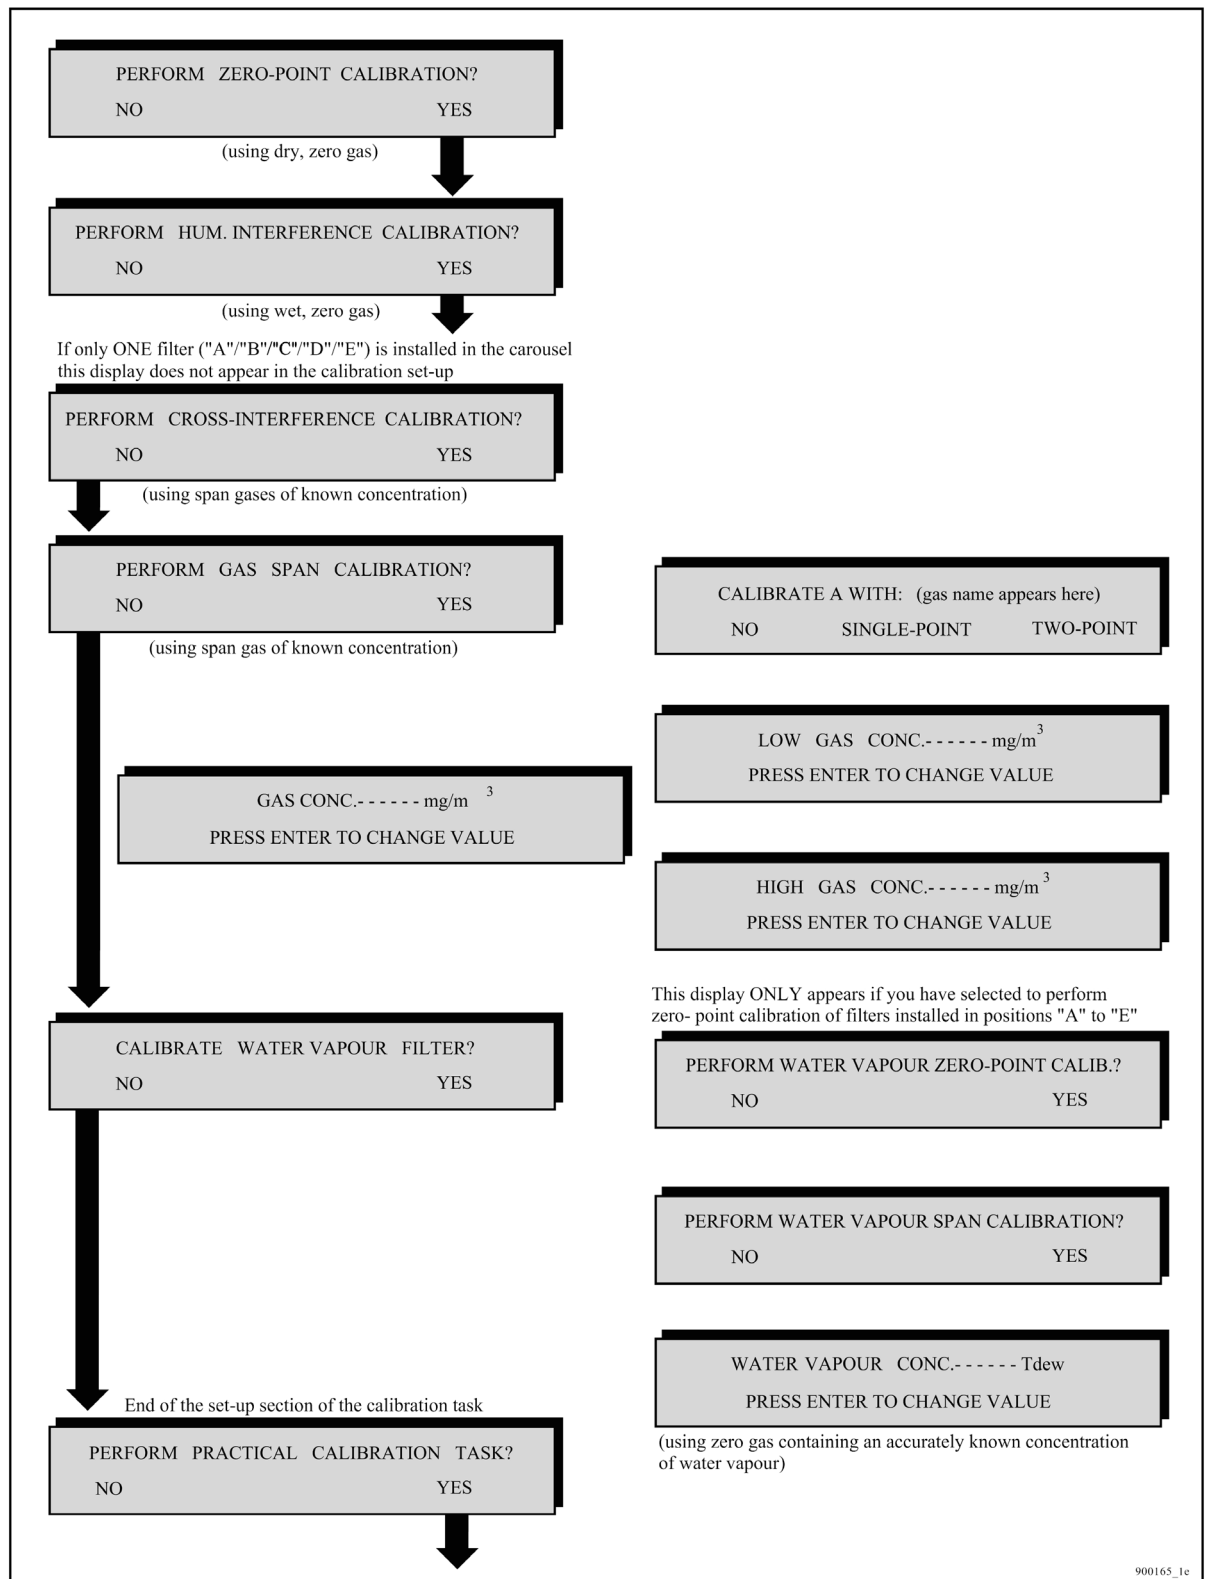 PERFORM ZERO-POINT CALIBRATION?
NO YES
(using dry, zero gas)
PERFORM HUM. INTERFERENCE CALIBRATION?
NO YES
(using wet, zero gas)
If only ONE filter ("A"/"B"/"C"/"D"/"E") is installed in the carousel
this display does not appear in the calibration set-up
PERFORM CROSS-INTERFERENCE CALIBRATION?
NO YES
(using span gases of known concentration)
PERFORM GAS SPAN CALIBRATION?
NO YES
(using span gas of known concentration)
CALIBRATE A WITH: (gas name appears here)
NO SINGLE-POINT TWO-POINT
LOW GAS CONC.- - - - - - mg/m³
PRESS ENTER TO CHANGE VALUE
GAS CONC.- - - - - - mg/m ³
PRESS ENTER TO CHANGE VALUE
HIGH GAS CONC.- - - - - - mg/m ³
PRESS ENTER TO CHANGE VALUE
CALIBRATE WATER VAPOUR FILTER?
NO YES
This display ONLY appears if you have selected to perform
zero- point calibration of filters installed in positions "A" to "E"
PERFORM WATER VAPOUR ZERO-POINT CALIB.?
NO YES
PERFORM WATER VAPOUR SPAN CALIBRATION?
NO YES
WATER VAPOUR CONC.- - - - - - Tdew
PRESS ENTER TO CHANGE VALUE
(using zero gas containing an accurately known concentration
of water vapour)
End of the set-up section of the calibration task
PERFORM PRACTICAL CALIBRATION TASK?
NO YES
900165_1e